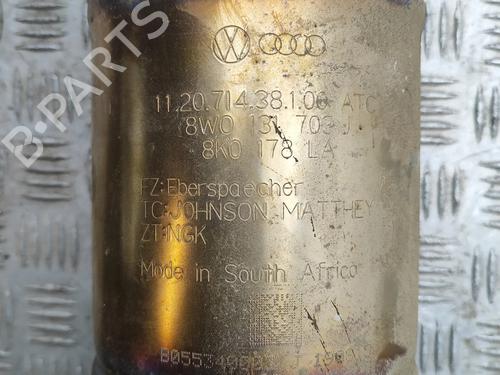 11.20.714.38.1.00 ATC
8W0 131 703 J
8K0 178 LA
FZ:Eberspaecher
TC:JOHNSON MATTHEY
ZT:NGK
Made in South Africa